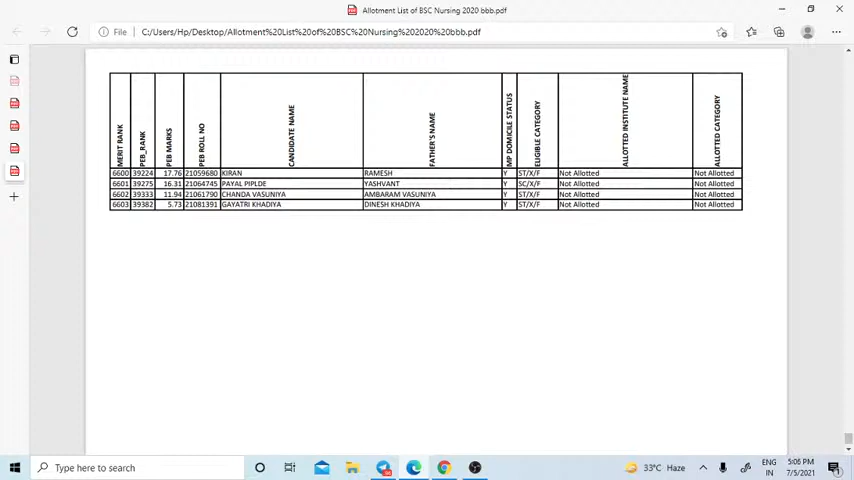 Allotment List of BSC Nursing 2020 bbb.pdf
File C:/Users/Hp/Desktop/Allotment%20List%20of%20BSC%20Nursing%202020%20bbb.pdf
MERIT RANK PEB_RANK PEB MARKS PEB ROLL NO CANDIDATE NAME FATHER'S NAME MP DOMICILE STATUS ELIGIBLE CATEGORY ALLOTTED INSTITUTE NAME ALLOTTED CATEGORY
6600 39224 17.76 21059680 KIRAN RAMESH Y ST/X/F Not Allotted Not Allotted
6601 39275 16.31 21064745 PAYAL PIPLDE YASHVANT Y SC/X/F Not Allotted Not Allotted
6602 39333 11.94 21061790 CHANDA VASUNIYA AMBARAM VASUNIYA Y ST/X/F Not Allotted Not Allotted
6603 39382 5.73 21081391 GAYATRI KHADIYA DINESH KHADIYA Y ST/X/F Not Allotted Not Allotted
Type here to search
33°C Haze
ENG
IN
5:06 PM
7/5/2021